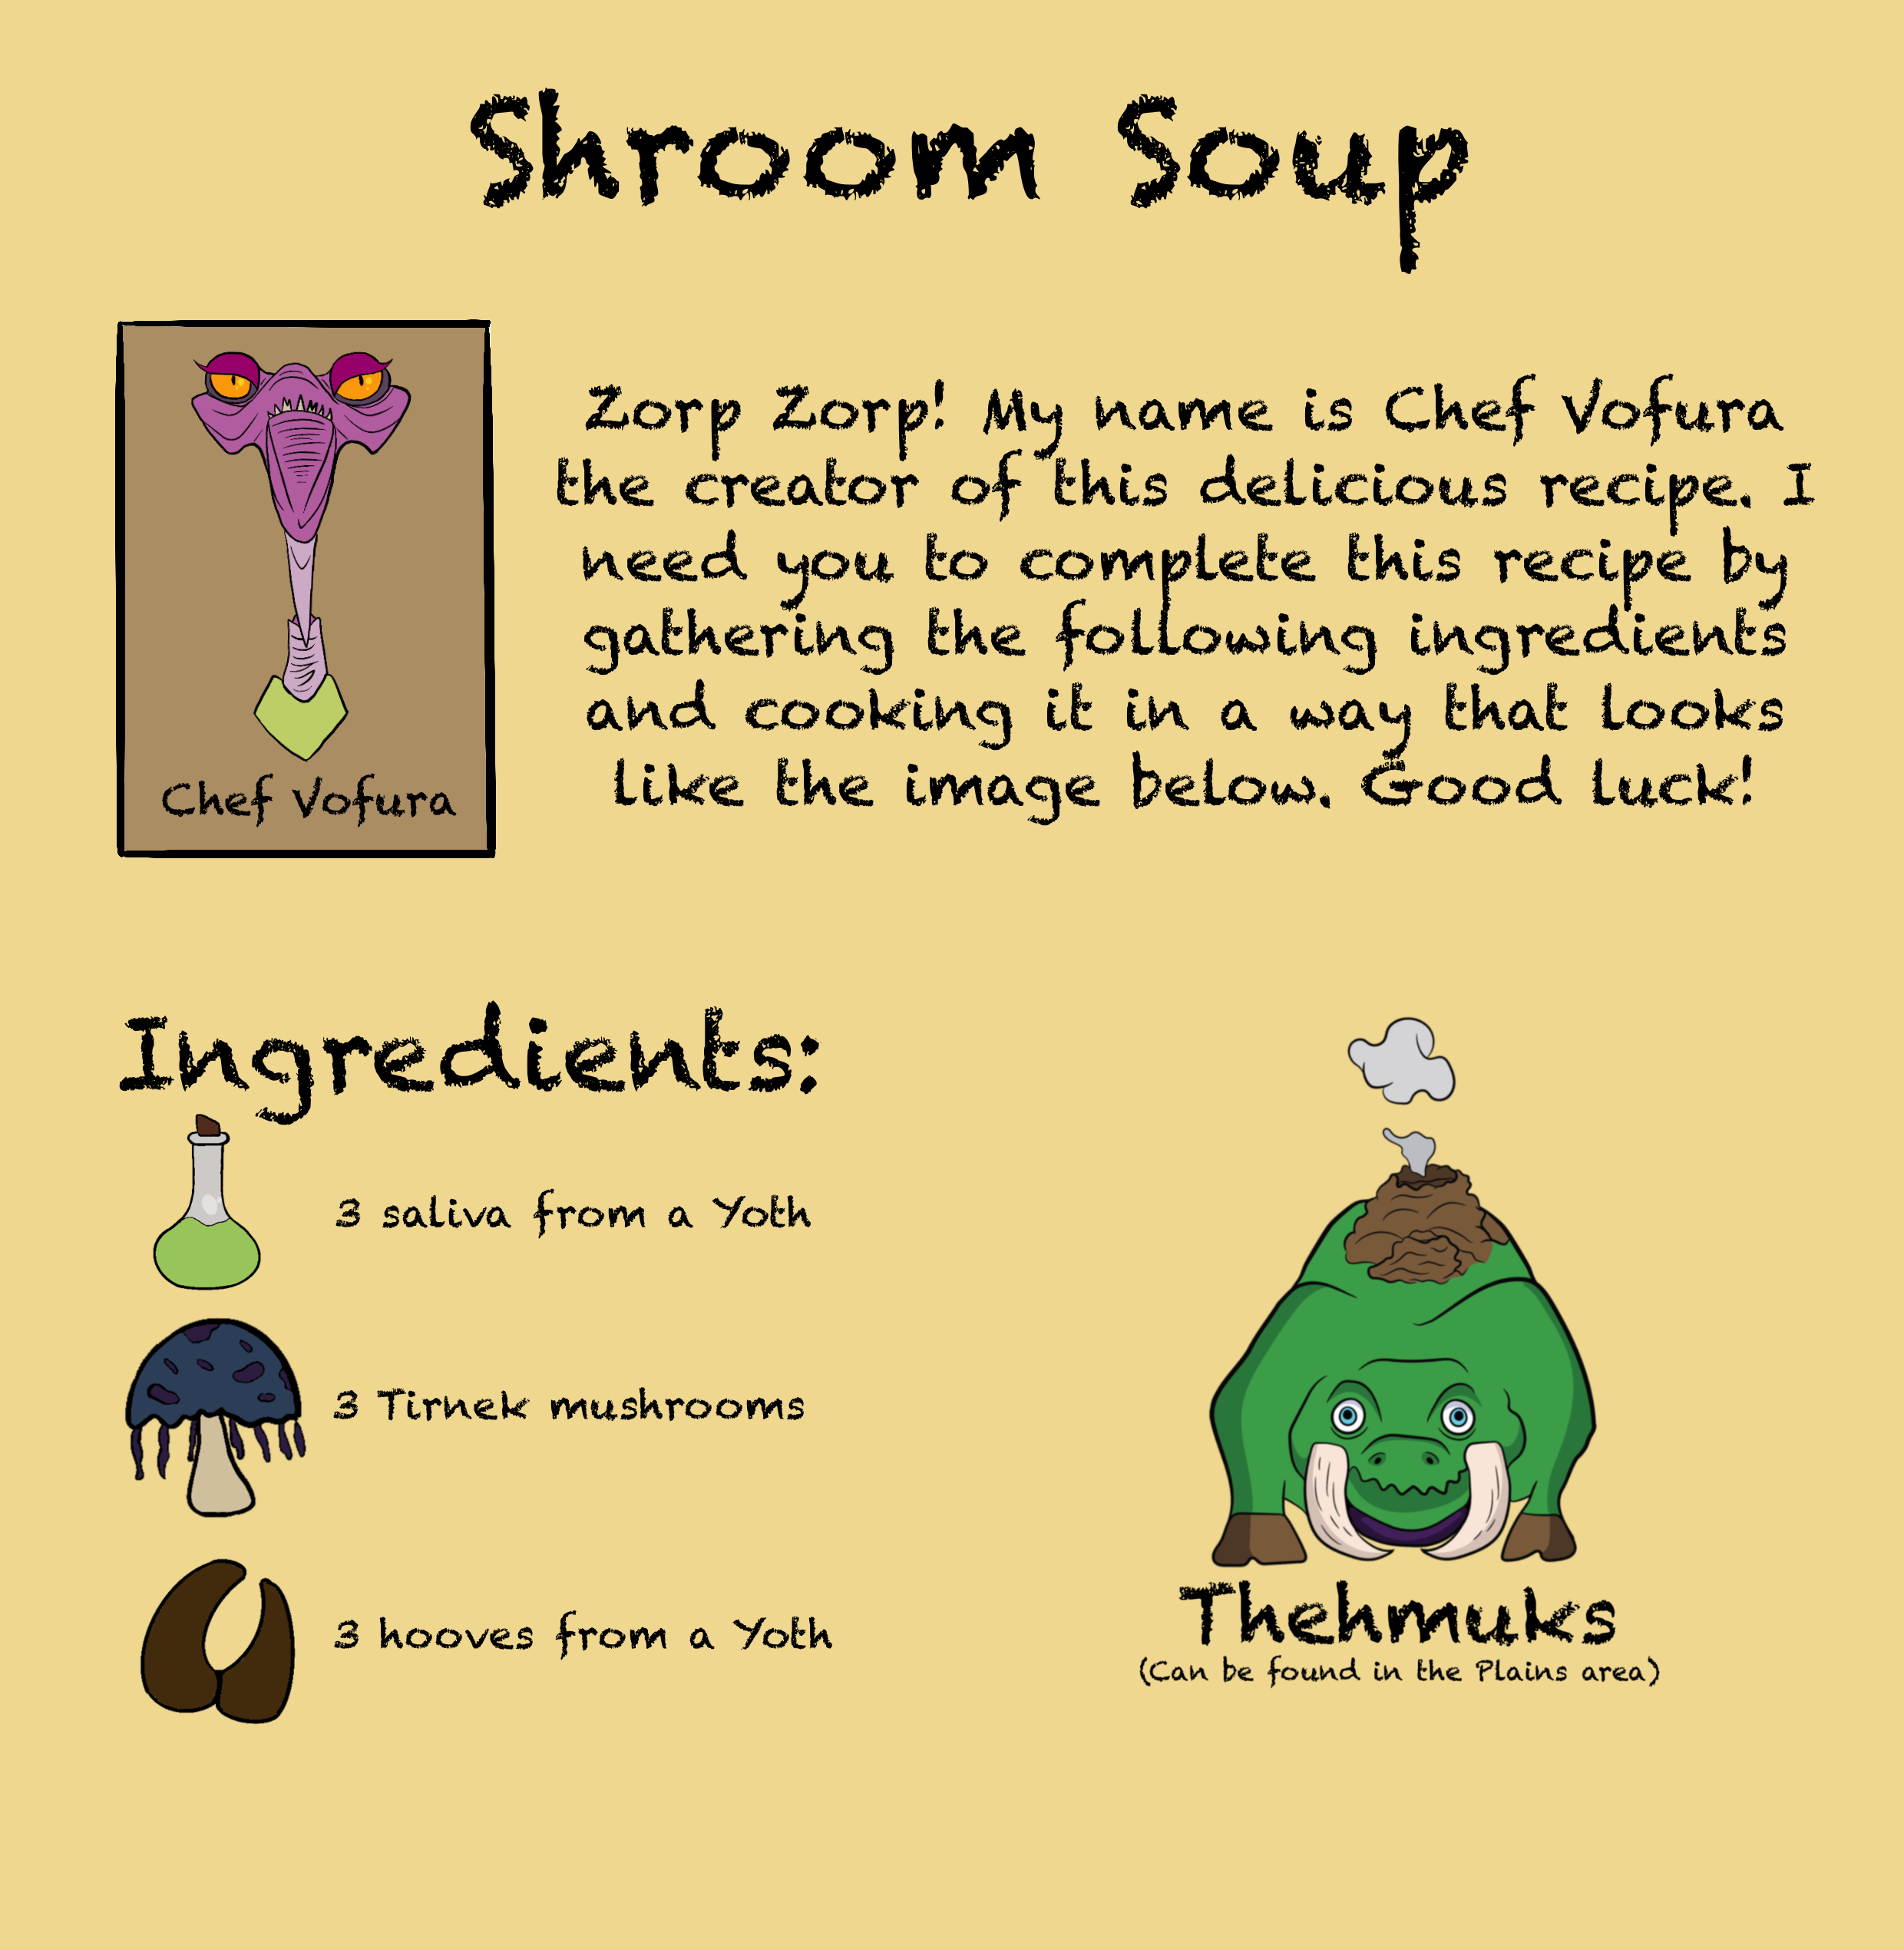 Shroom Soup
Chef Vofura
Zorp Zorp! My name is Chef Vofura
the creator of this delicious recipe. I
need you to complete this recipe by
gathering the following ingredients
and cooking it in a way that looks
like the image below. Good luck!
Ingredients:
3 saliva from a Yoth
3 Tirnek mushrooms
3 hooves from a Yoth
Thehmuks
(Can be found in the Plains area)